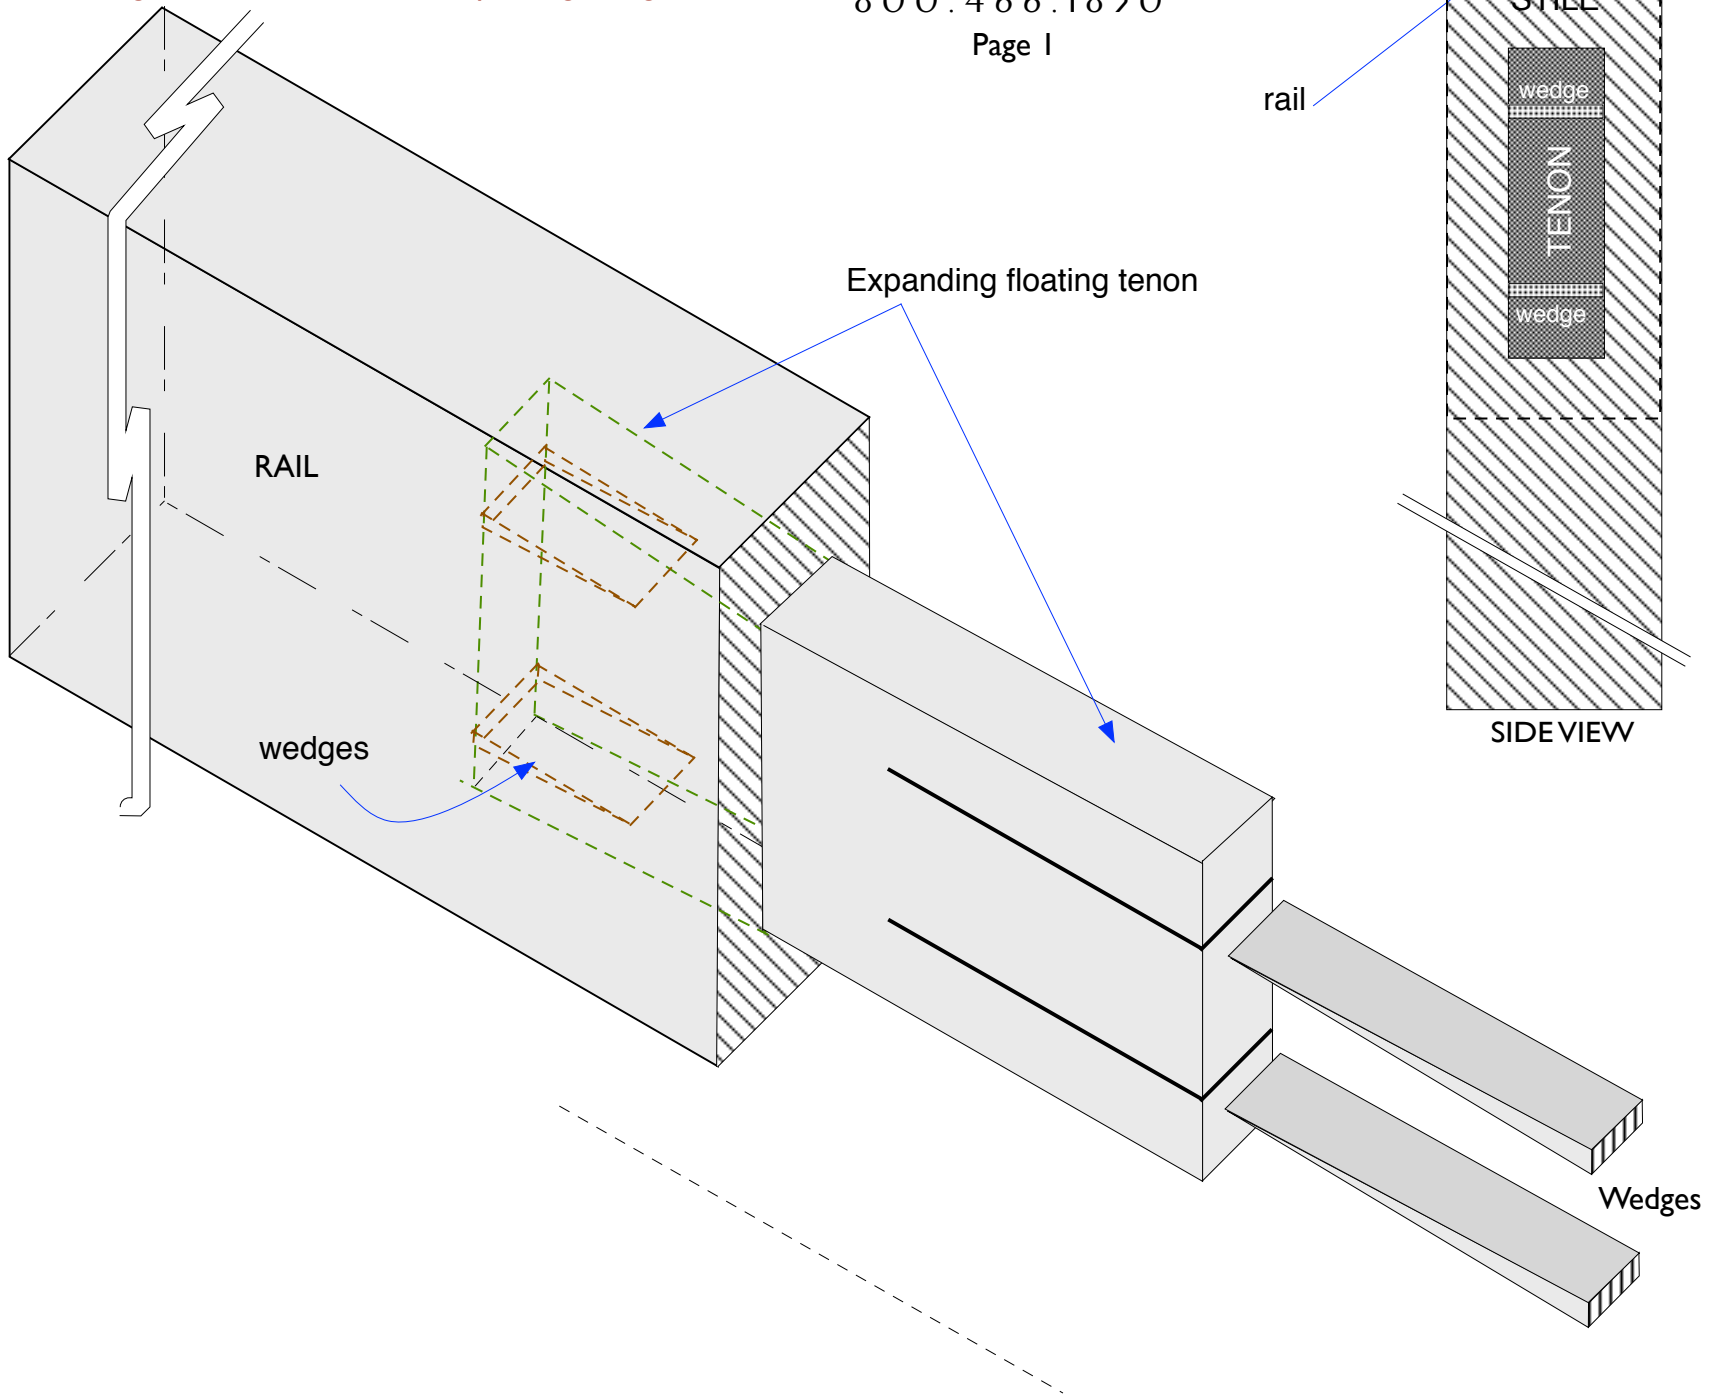 Page 1
rail
wedge
TENON
wedge
Expanding floating tenon
RAIL
SIDE VIEW
wedges
Wedges